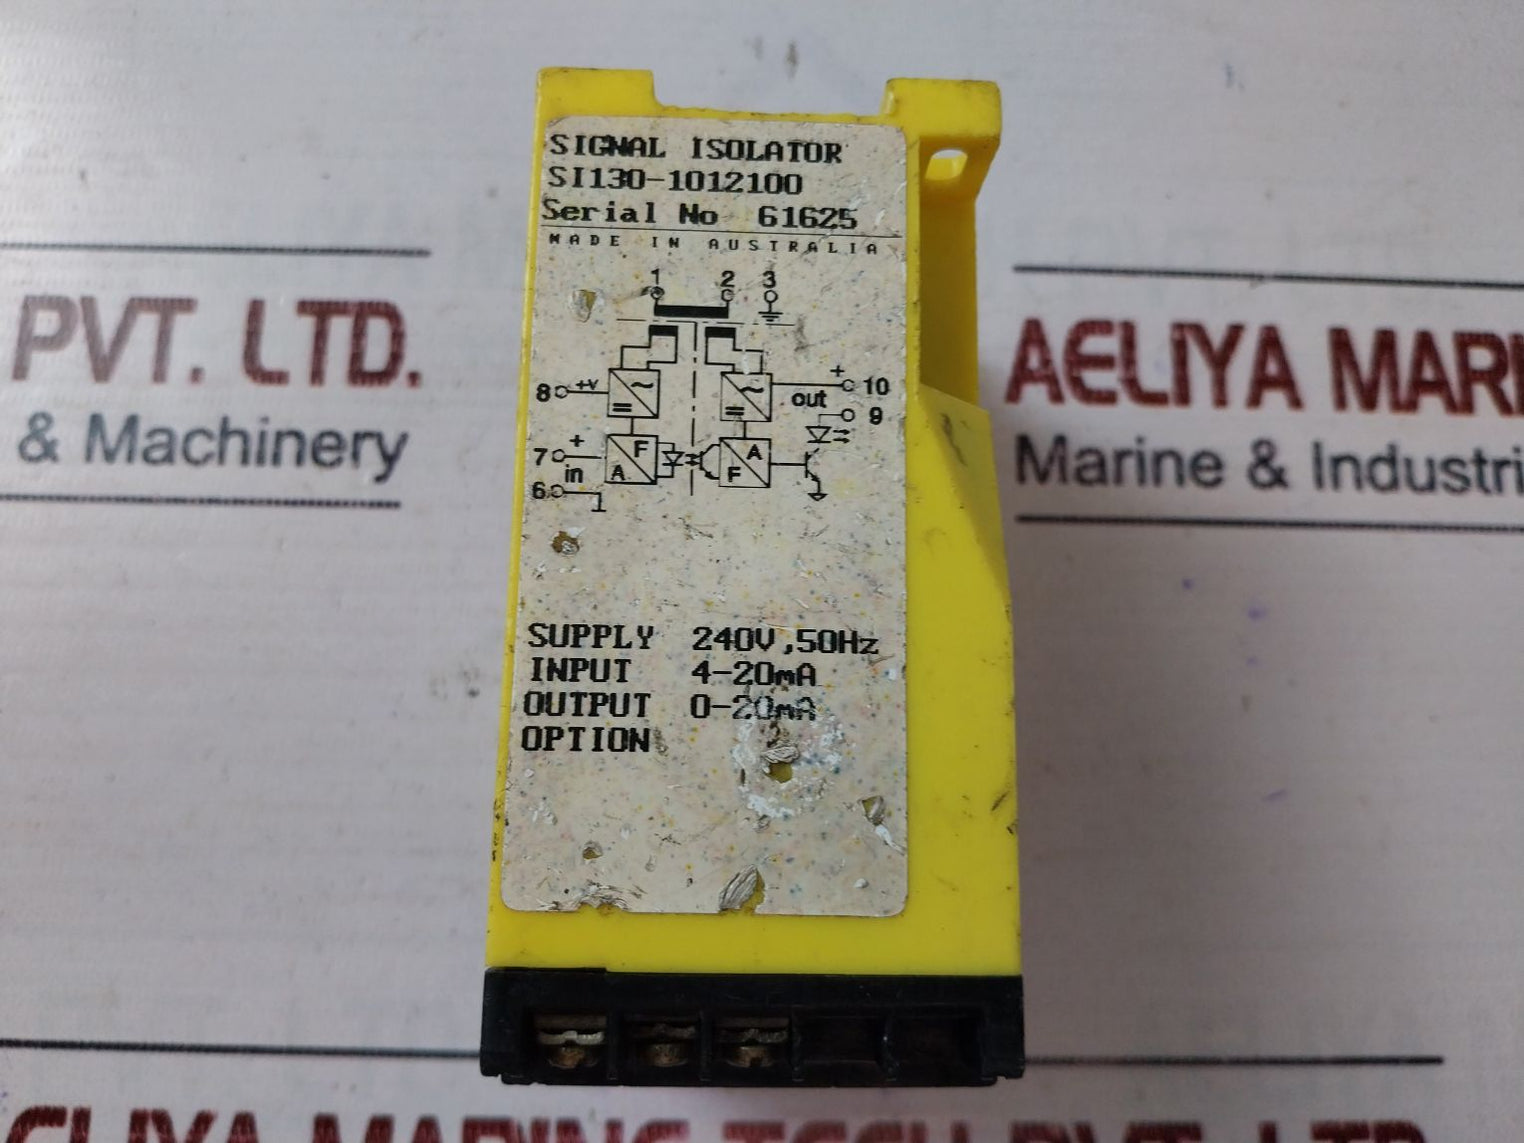 SIGNAL ISOLATOR
SI130-1012100
Serial No 61625
MADE IN AUSTRALIA
1 2 3
8 +V
+ 10
out 9
7 + in
6
F A
A F
SUPPLY 240V,50Hz
INPUT 4-20mA
OUTPUT 0-20mA
OPTION
PVT. LTD.
& Machinery
AELIYA MARI
Marine & Industri